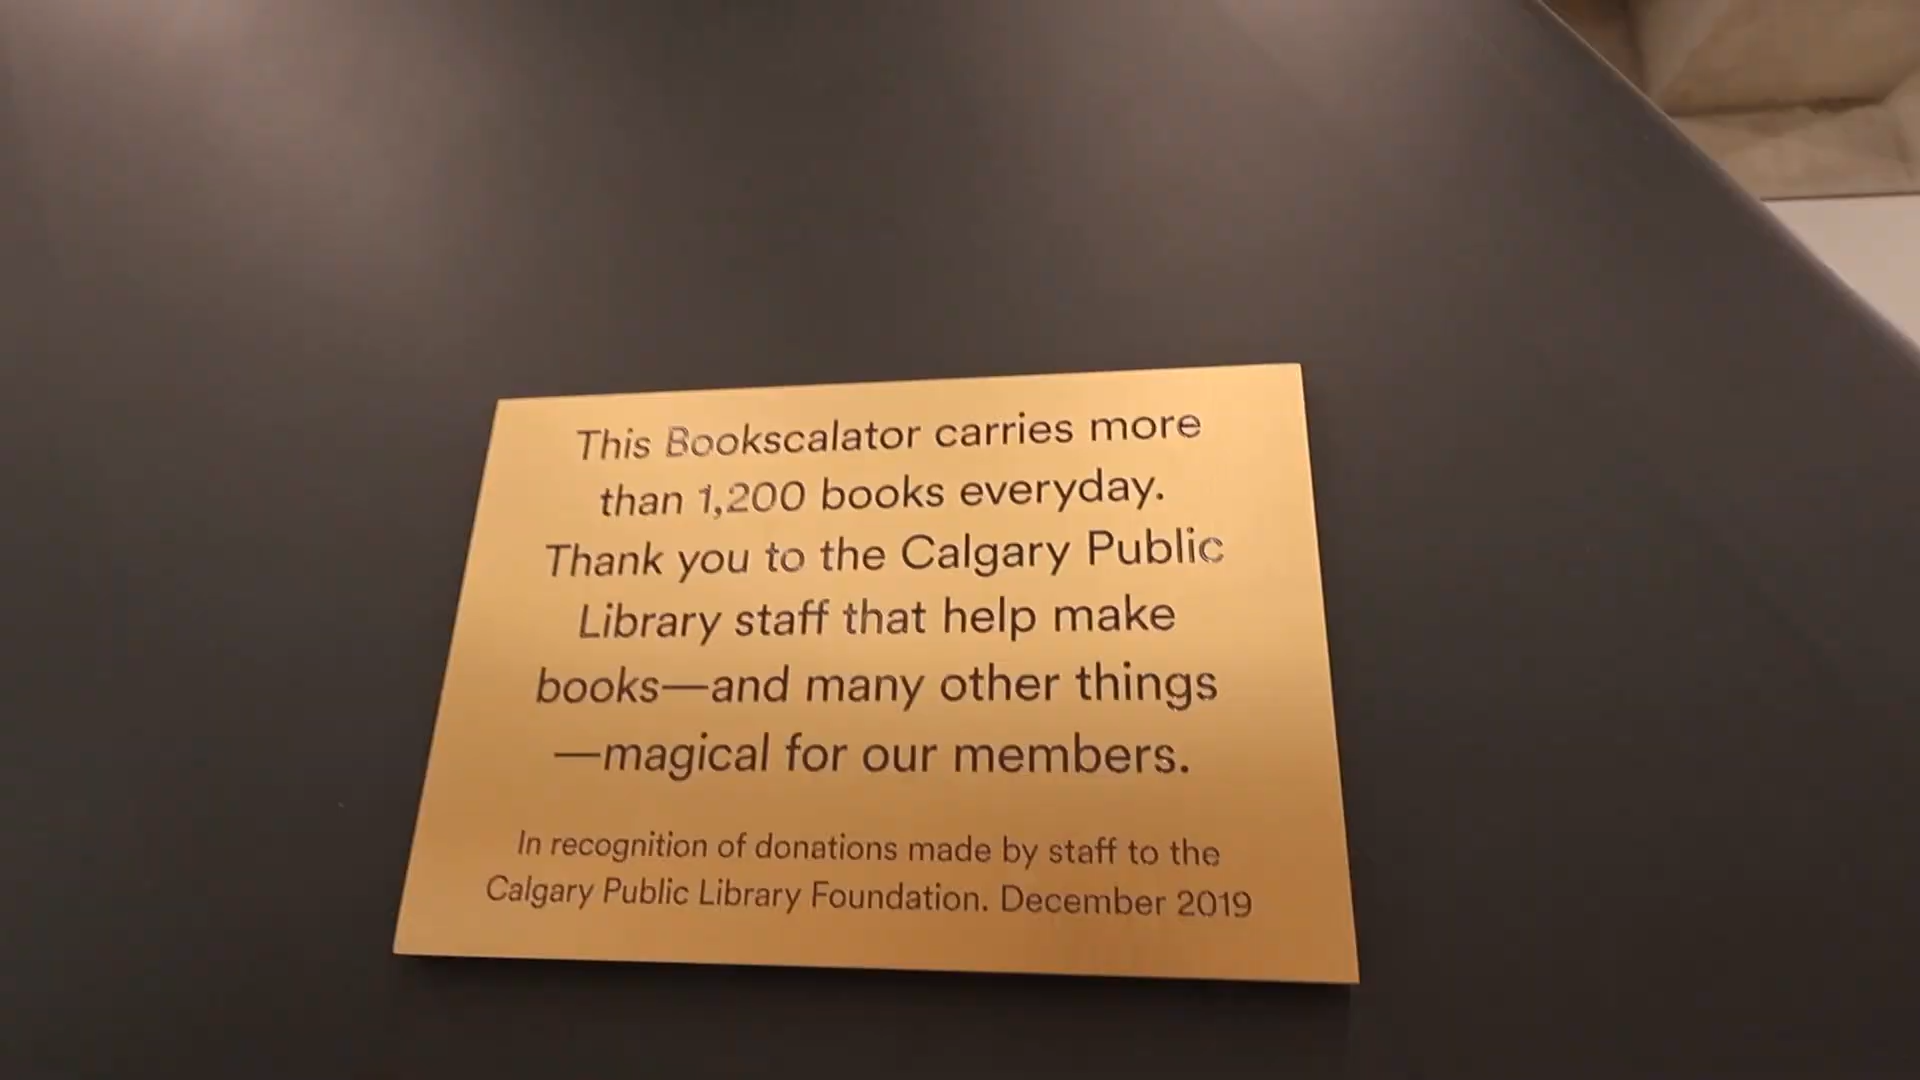 This Bookscalator carries more
than 1,200 books everyday.
Thank you to the Calgary Public
Library staff that help make
books—and many other things
—magical for our members.
In recognition of donations made by staff to the
Calgary Public Library Foundation. December 2019